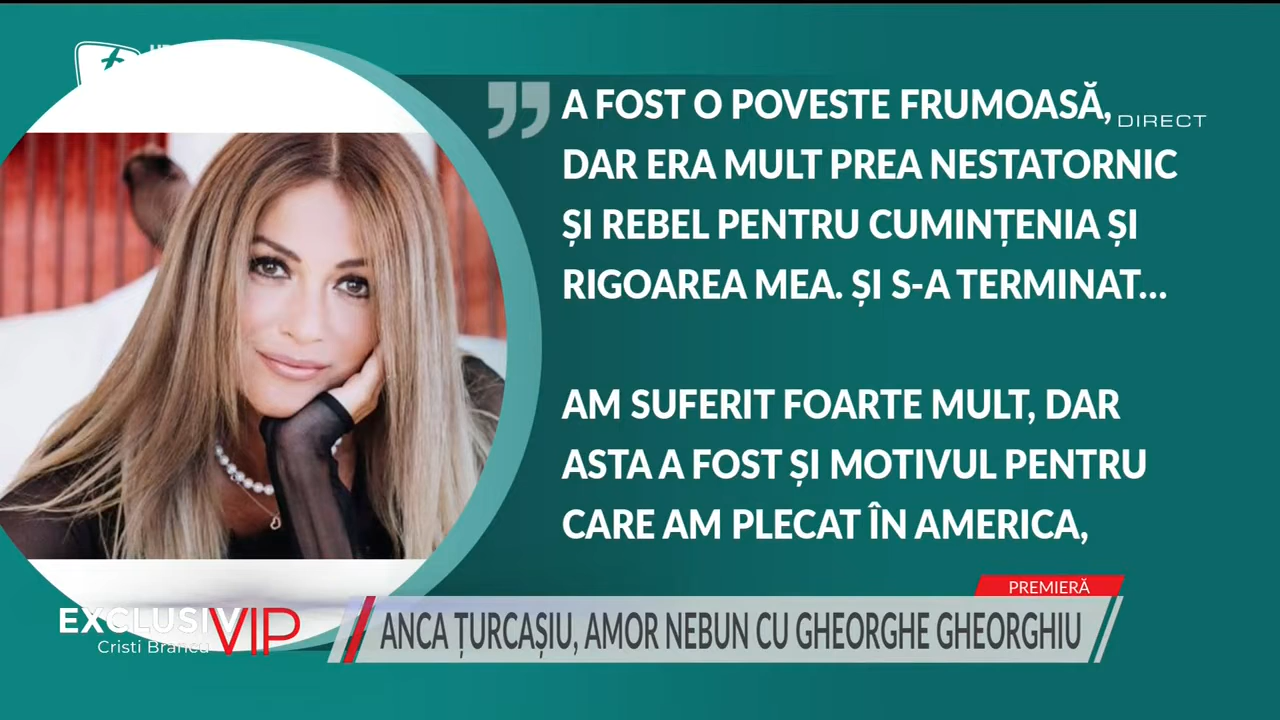 A FOST O POVESTE FRUMOASĂ,
DIRECT
DAR ERA MULT PREA NESTATORNIC
ȘI REBEL PENTRU CUMINȚENIA ȘI
RIGOAREA MEA. ȘI S-A TERMINAT...
AM SUFERIT FOARTE MULT, DAR
ASTA A FOST ȘI MOTIVUL PENTRU
CARE AM PLECAT ÎN AMERICA,
PREMIERĂ
EXCLUSIV VIP
Cristi Brancu
ANCA ȚURCAȘIU, AMOR NEBUN CU GHEORGHE GHEORGHIU